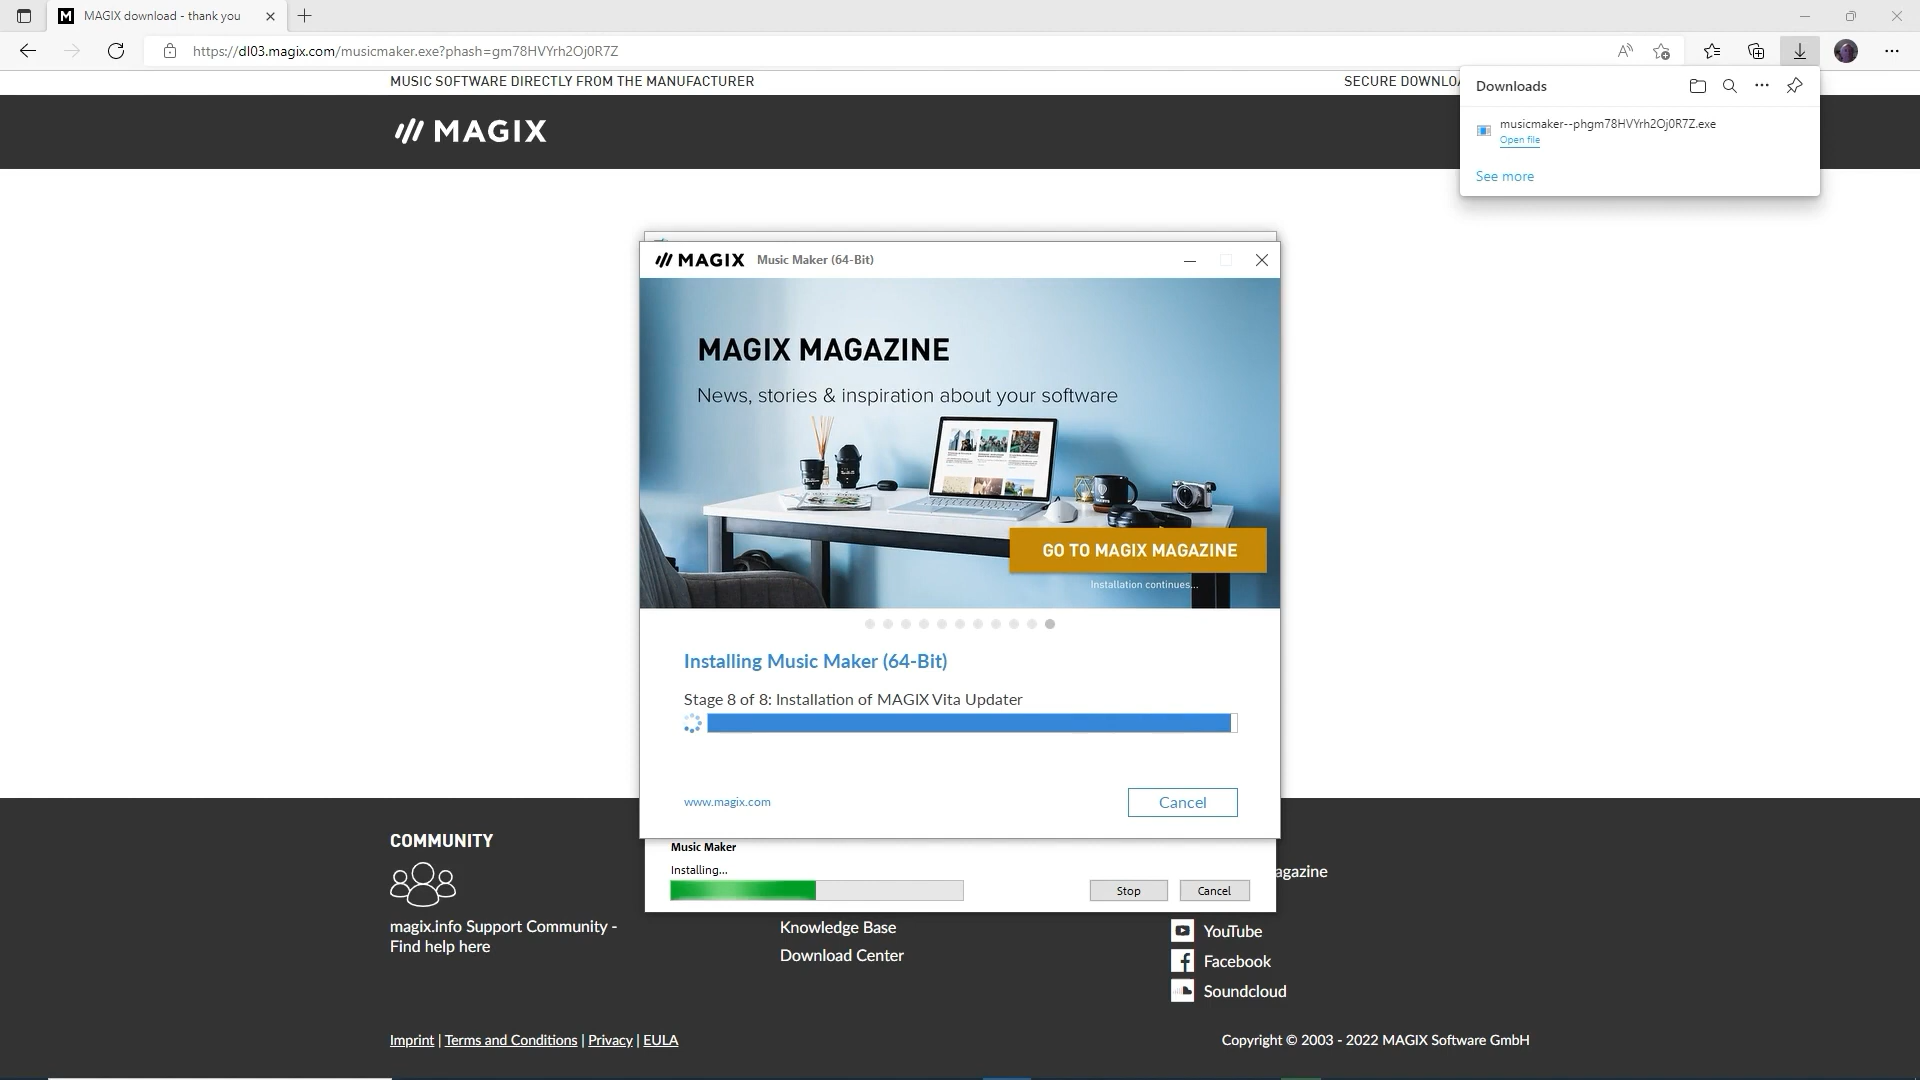 MAGIX download - thank you
https://dl03.magix.com/musicmaker.exe?phash=gm78HVYrh2Oj0R7Z
MUSIC SOFTWARE DIRECTLY FROM THE MANUFACTURER
SECURE DOWNLOA
Downloads
musicmaker--phgm78HVYrh2Oj0R7Z.exe
Open file
See more
MAGIX
MAGIX Music Maker (64-Bit)
MAGIX MAGAZINE
News, stories & inspiration about your software
GO TO MAGIX MAGAZINE
Installation continues...
Installing Music Maker (64-Bit)
Stage 8 of 8: Installation of MAGIX Vita Updater
www.magix.com
Cancel
Music Maker
Installing...
Stop
Cancel
COMMUNITY
magix.info Support Community -
Find help here
Knowledge Base
Download Center
agazine
YouTube
Facebook
Soundcloud
Imprint | Terms and Conditions | Privacy | EULA
Copyright © 2003 - 2022 MAGIX Software GmbH